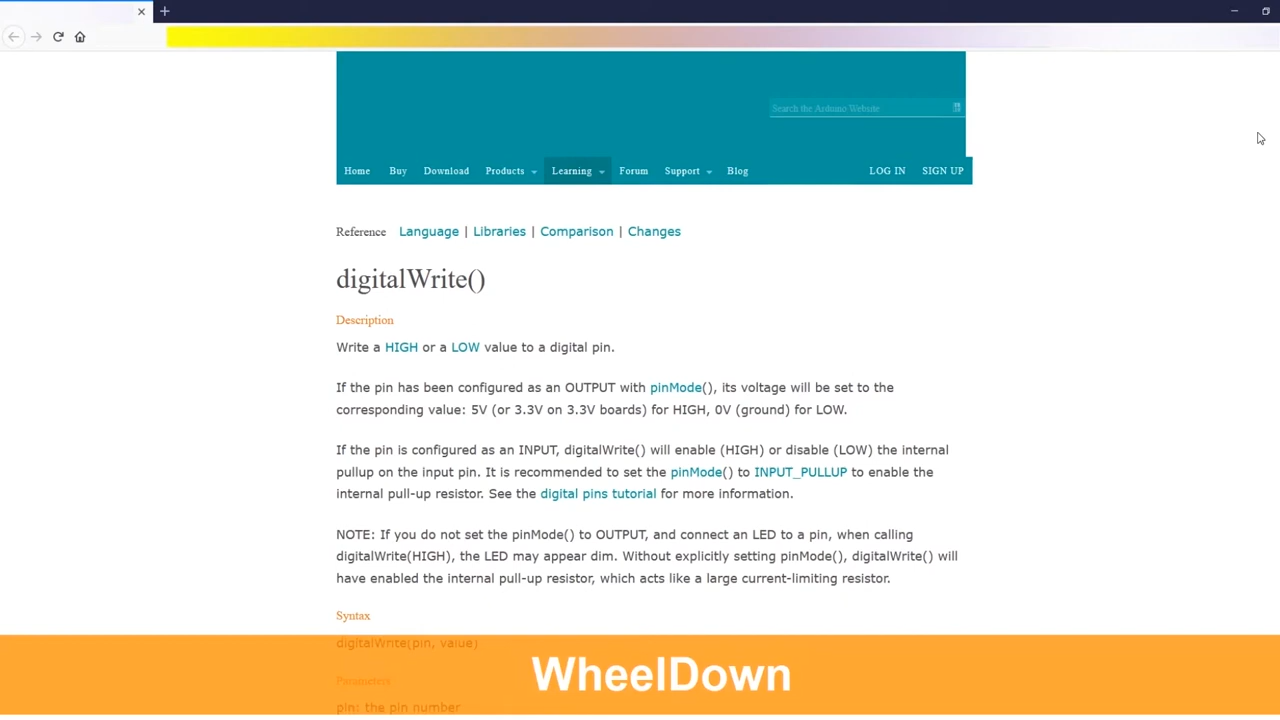 Search the Arduino Website
Home Buy Download Products Learning Forum Support Blog LOG IN SIGN UP
Reference Language | Libraries | Comparison | Changes
digitalWrite()
Description
Write a HIGH or a LOW value to a digital pin.
If the pin has been configured as an OUTPUT with pinMode(), its voltage will be set to the
corresponding value: 5V (or 3.3V on 3.3V boards) for HIGH, 0V (ground) for LOW.
If the pin is configured as an INPUT, digitalWrite() will enable (HIGH) or disable (LOW) the internal
pullup on the input pin. It is recommended to set the pinMode() to INPUT_PULLUP to enable the
internal pull-up resistor. See the digital pins tutorial for more information.
NOTE: If you do not set the pinMode() to OUTPUT, and connect an LED to a pin, when calling
digitalWrite(HIGH), the LED may appear dim. Without explicitly setting pinMode(), digitalWrite() will
have enabled the internal pull-up resistor, which acts like a large current-limiting resistor.
Syntax
digitalWrite(pin, value)
WheelDown
Parameters
pin: the pin number